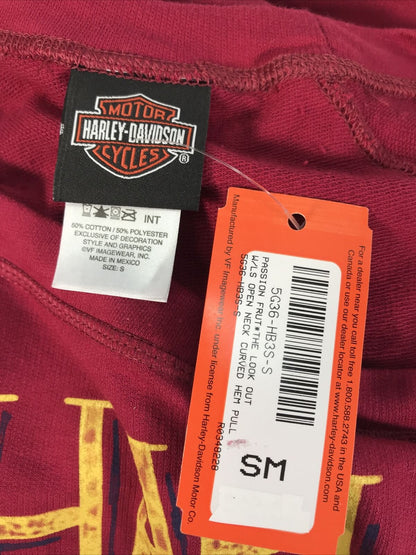 MOTOR
HARLEY-DAVIDSON
CYCLES
®
INT
50% COTTON / 50% POLYESTER
EXCLUSIVE OF DECORATION
STYLE AND GRAPHICS
©VF IMAGEWEAR, INC.
MADE IN MEXICO
SIZE: S
For a dealer near you call toll free 1.800.588.2743 in the U.S. and
Canada or use our dealer locator at www.harley-davidson.com
5G36-HB3S-S
PASSION FRUT*THE LOOK OUT
W/LS OPEN NECK CURVED HEM PULL
5G36-HB3S-S
R0348228
SM
Manufactured by VF Imagewear Inc. under license from Harley-Davidson Motor Co.